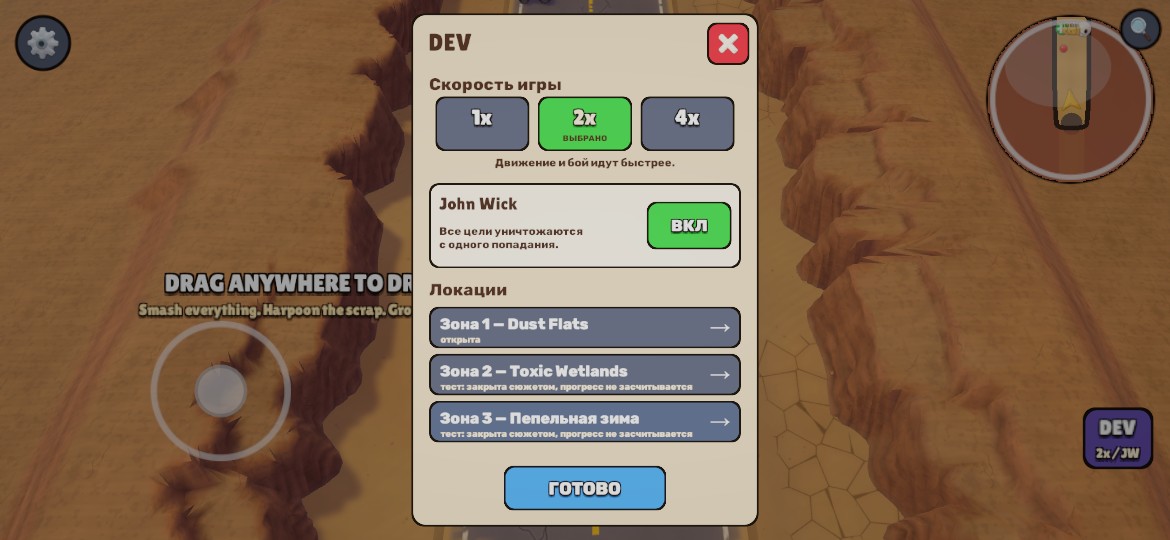 DEV
Скорость игры
1x
2x
4x
ВЫБРАНО
Движение и бой идут быстрее.
John Wick
Все цели уничтожаются
с одного попадания.
ВКЛ
DRAG ANYWHERE TO DR
Smash everything. Harpoon the scrap. Gro
Локации
Зона 1 – Dust Flats
открыта
→
Зона 2 – Toxic Wetlands
тест: закрыта сюжетом, прогресс не засчитывается
→
Зона 3 – Пепельная зима
тест: закрыта сюжетом, прогресс не засчитывается
→
DEV
2x/JW
ГОТОВО